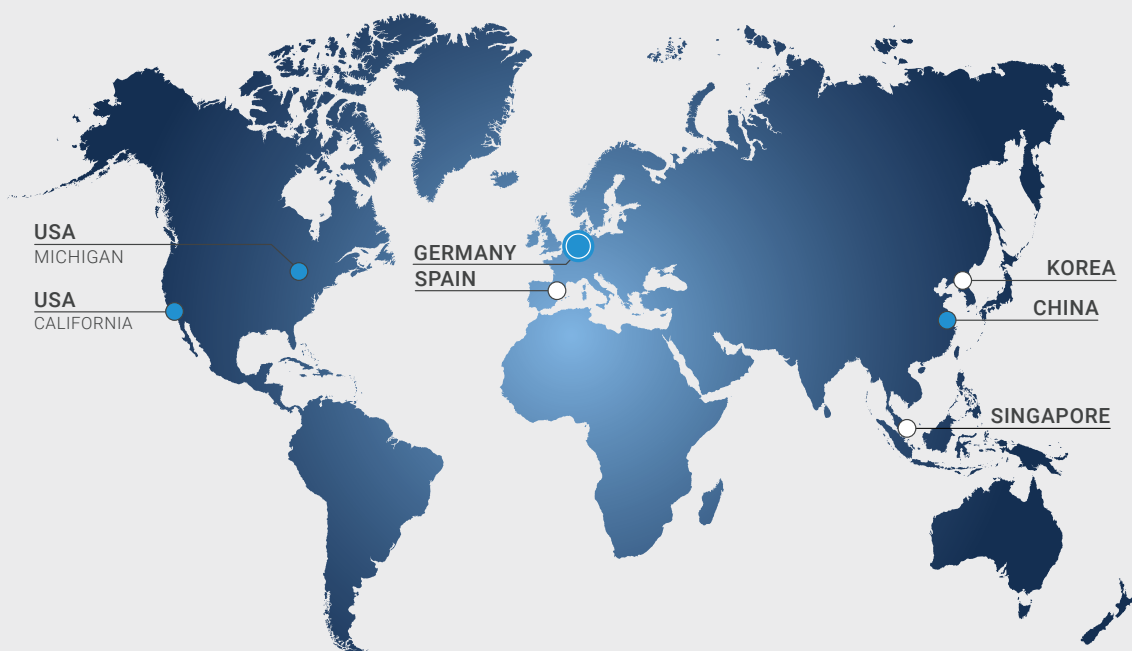 USA
MICHIGAN
USA
CALIFORNIA
GERMANY
SPAIN
KOREA
CHINA
SINGAPORE